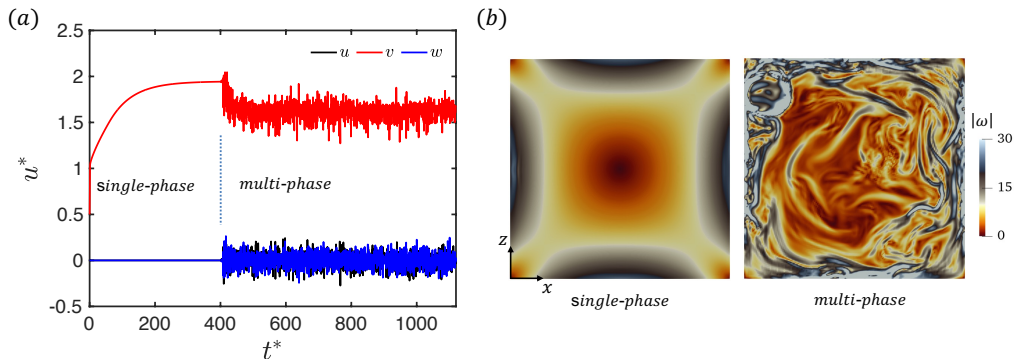 (a)
2.5
2
1.5
1
0.5
0
-0.5
u*
u v w
single-phase
multi-phase
0 200 400 600 800 1000
t*
(b)
|ω|
30
15
0
z
x
single-phase
multi-phase